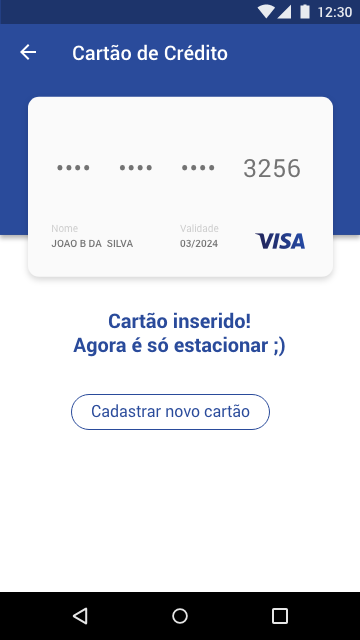 12:30
Cartão de Crédito
•••• •••• •••• 3256
Nome Validade
JOAO B DA SILVA 03/2024 VISA
Cartão inserido!
Agora é só estacionar ;)
Cadastrar novo cartão